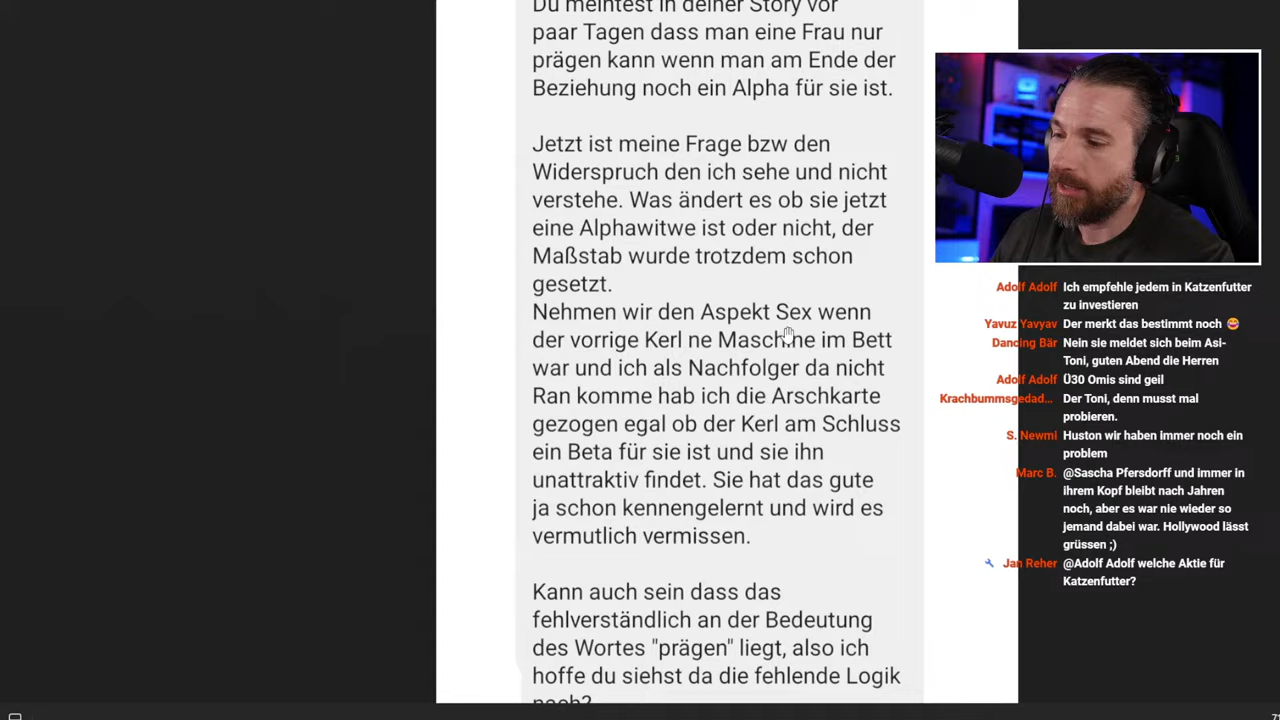 Du meintest in deiner Story vor
paar Tagen dass man eine Frau nur
prägen kann wenn man am Ende der
Beziehung noch ein Alpha für sie ist.
Jetzt ist meine Frage bzw den
Widerspruch den ich sehe und nicht
verstehe. Was ändert es ob sie jetzt
eine Alphawitwe ist oder nicht, der
Maßstab wurde trotzdem schon
gesetzt.
Nehmen wir den Aspekt Sex wenn
der vorrige Kerl ne Maschine im Bett
war und ich als Nachfolger da nicht
Ran komme hab ich die Arschkarte
gezogen egal ob der Kerl am Schluss
ein Beta für sie ist und sie ihn
unattraktiv findet. Sie hat das gute
ja schon kennengelernt und wird es
vermutlich vermissen.
Kann auch sein dass das
fehlverständlich an der Bedeutung
des Wortes "prägen" liegt, also ich
hoffe du siehst da die fehlende Logik
noch?
Adolf Adolf Ich empfehle jedem in Katzenfutter
zu investieren
Yavuz Yavyav Der merkt das bestimmt noch 😄
Dancing Bär Nein sie meldet sich beim Asi-
Toni, guten Abend die Herren
Adolf Adolf Ü30 Omis sind geil
Krachbummsgedad... Der Toni, denn musst mal
probieren.
S. Newmi Huston wir haben immer noch ein
problem
Marc B. @Sascha Pfersdorff und immer in
ihrem Kopf bleibt nach Jahren
noch, aber es war nie wieder so
jemand dabei war. Hollywood lässt
grüssen ;)
Jan Reher @Adolf Adolf welche Aktie für
Katzenfutter?